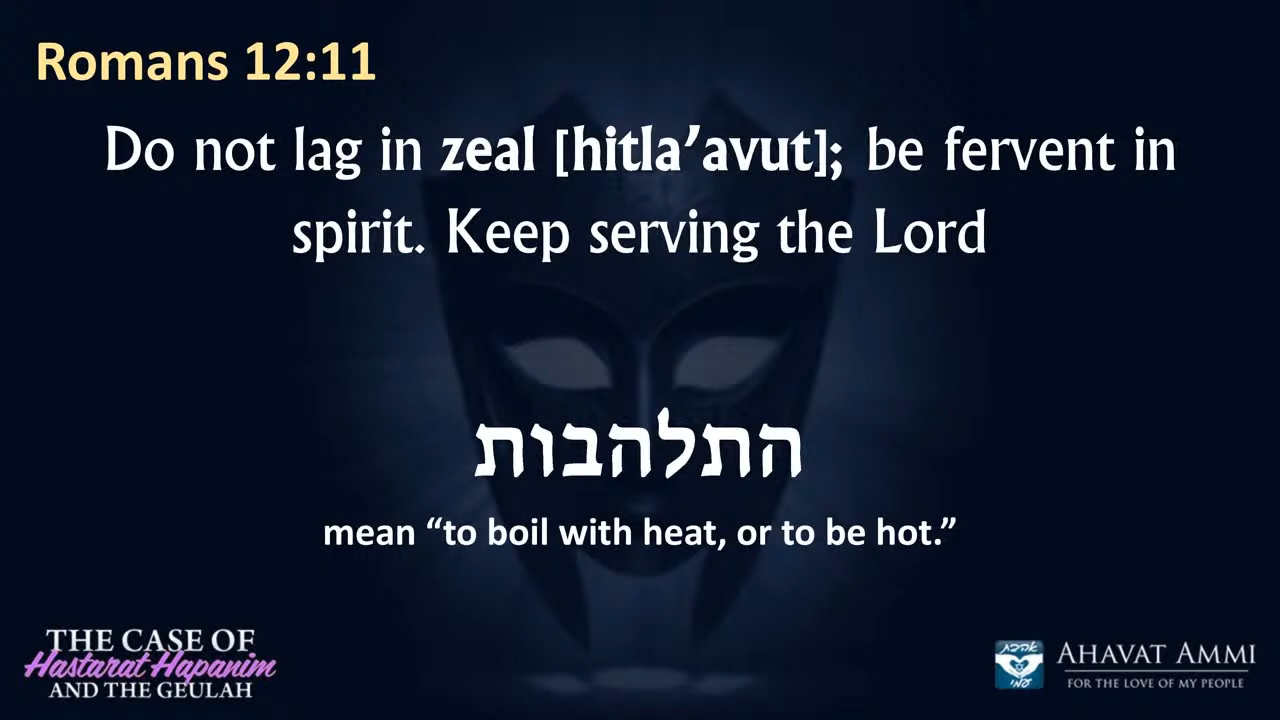 Romans 12:11
Do not lag in zeal [hitla’avut]; be fervent in
spirit. Keep serving the Lord
התלהבות
mean “to boil with heat, or to be hot.”
THE CASE OF
Hastarat Hapanim
AND THE GEULAH
אהבת
עמי
AHAVAT AMMI
FOR THE LOVE OF MY PEOPLE